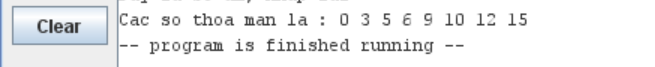 Clear
Cac so thoa man la : 0 3 5 6 9 10 12 15
-- program is finished running --